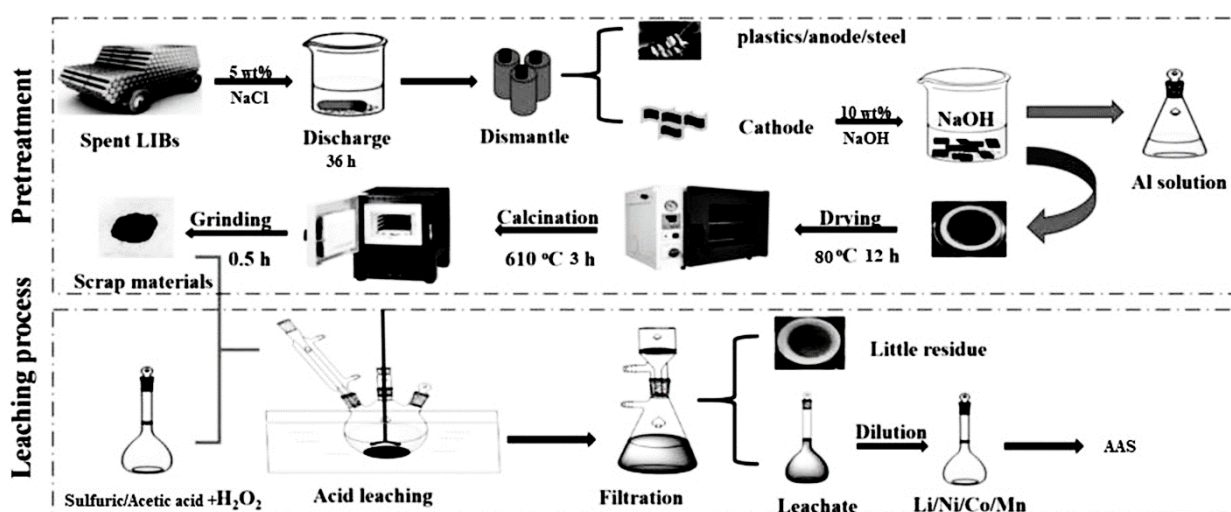 Pretreatment
Spent LIBs
5 wt%
NaCl
Discharge
36 h
Dismantle
plastics/anode/steel
Cathode
10 wt%
NaOH
NaOH
Al solution
Drying
80 °C 12 h
Calcination
610 °C 3 h
Grinding
0.5 h
Scrap materials
Leaching process
Sulfuric/Acetic acid +H₂O₂
Acid leaching
Filtration
Little residue
Leachate
Dilution
Li/Ni/Co/Mn
AAS